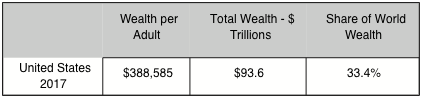 Wealth per Adult
Total Wealth - $ Trillions
Share of World Wealth
United States 2017
$388,585
$93.6
33.4%